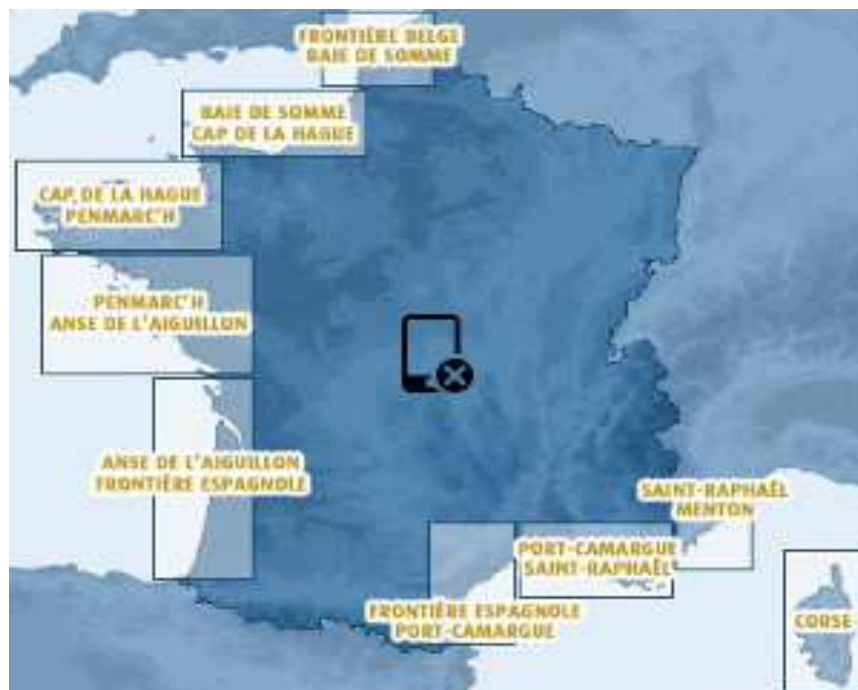 FRONTIÈRE BELGE
BAIE DE SOMME
BAIE DE SOMME
CAP DE LA HAGUE
CAP DE LA HAGUE
PENMARC'H
PENMARC'H
ANSE DE L'AIGUILLON
ANSE DE L'AIGUILLON
FRONTIÈRE ESPAGNOLE
SAINT-RAPHAËL
MENTON
PORT-CAMARGUE
SAINT-RAPHAËL
FRONTIÈRE ESPAGNOLE
PORT-CAMARGUE
CORSE